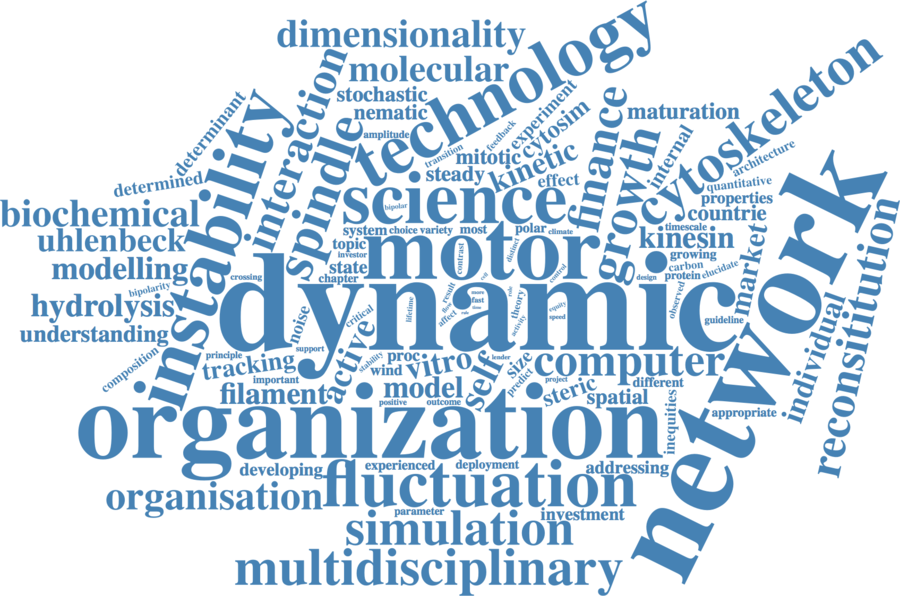 dimensionality
molecular
stochastic
nematic
amplitude
technology
transition
feedback
experiment
cytosim
mitotic
kinetic
steady
effect
finance
growth
internal
maturation
cytoskeleton
architecture
quantitative
properties
countrie
timescale
kinesin
growing
carbon
protein
elucidate
market
observed
guideline
design
network
individual
reconstitution
determinant
determined
instability
interaction
spindle
biochemical
uhlenbeck
modelling
bipolarity
hydrolysis
understanding
composition
crossing
science
bipolar
system
choice
variety
most
polar
climate
topic
investor
state
chapter
motor
contrast
distinct
control
dynamic
result
affect
lifetime
more
fast
role
theory
activity
equity
speed
noise
critical
support
principle
tracking
important
filament
active
stability
proc
wind
vitro
model
positive
outcome
self
lender
size
predict
computer
project
steric
different
spatial
inequities
appropriate
organization
developing
experienced
deployment
addressing
organisation
fluctuation
parameter
investment
simulation
multidisciplinary